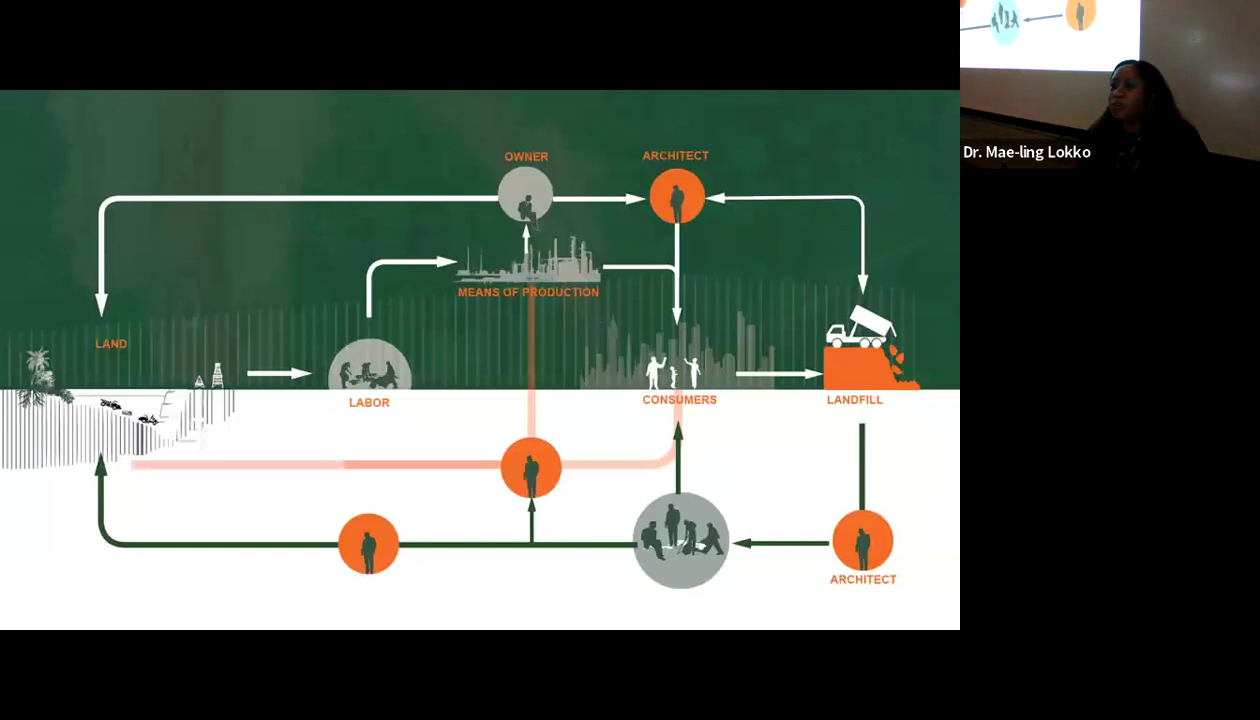 OWNER
ARCHITECT
MEANS OF PRODUCTION
LAND
LABOR
CONSUMERS
LANDFILL
ARCHITECT
Dr. Mae-ling Lokko